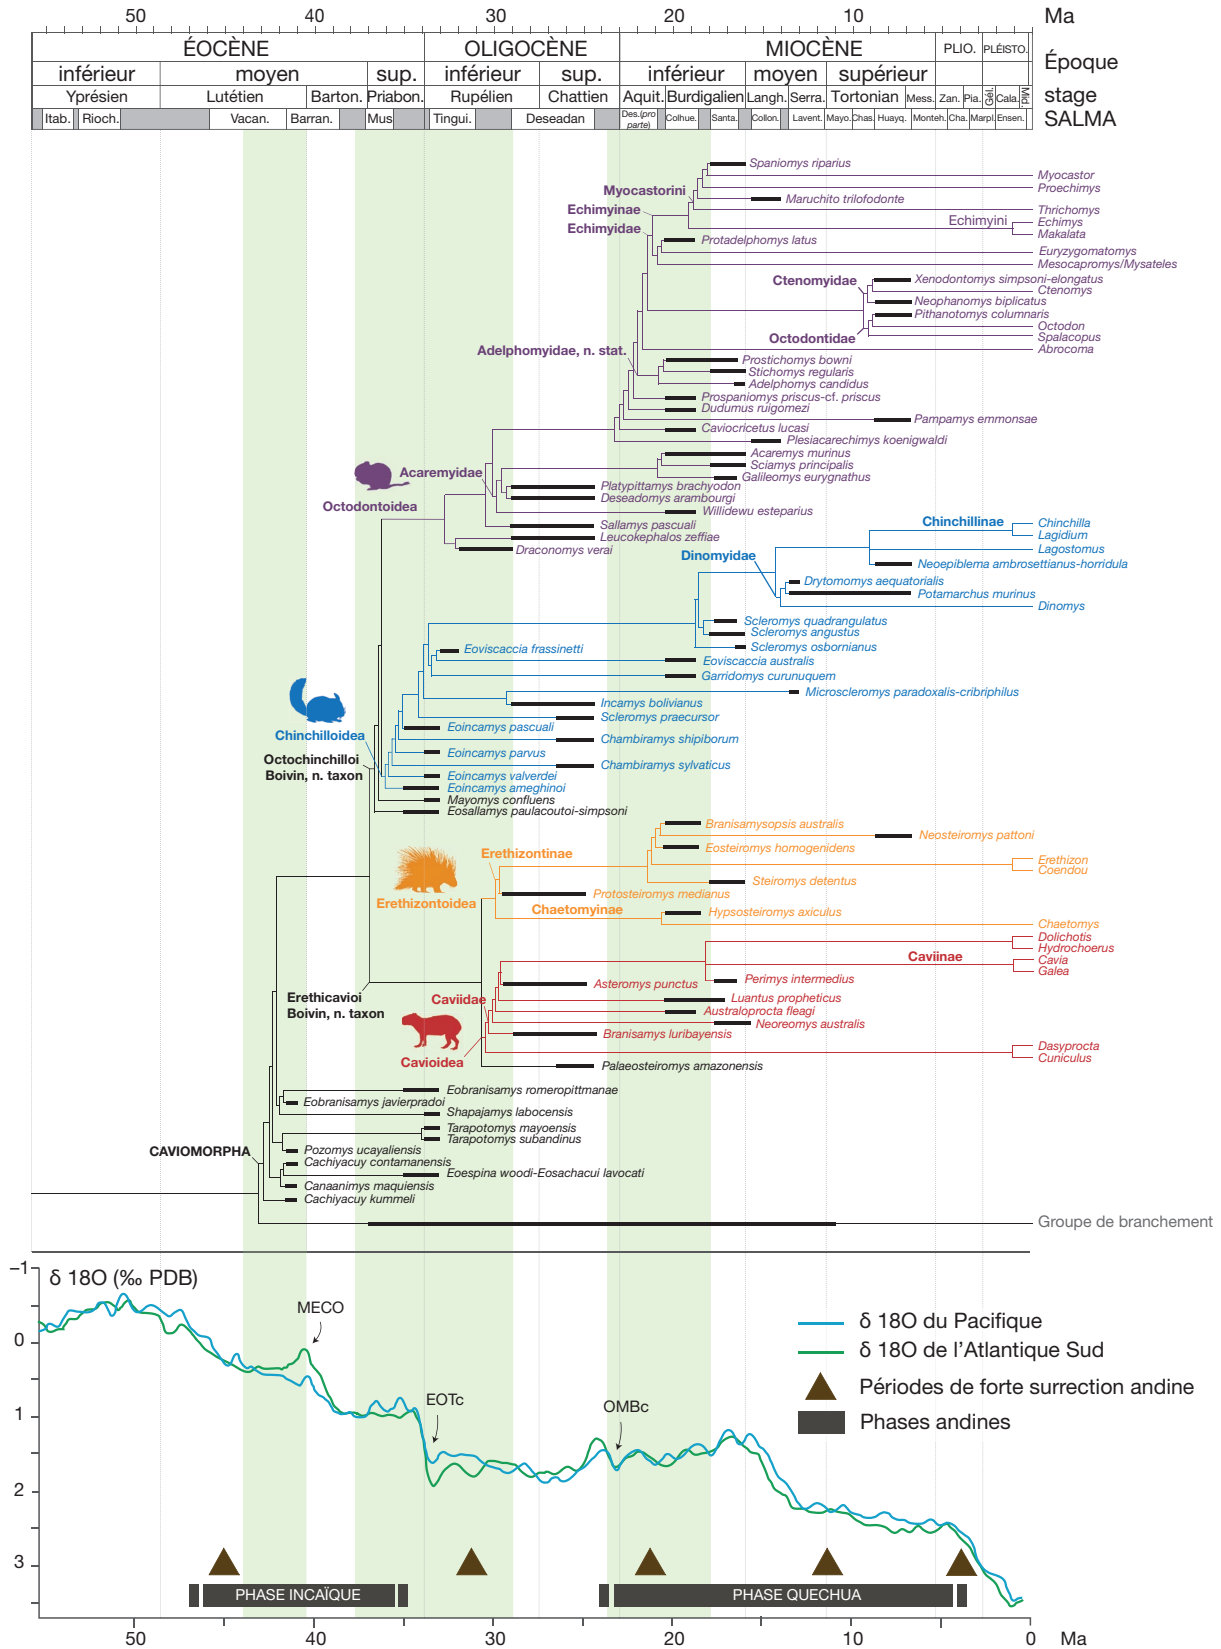 50 40 30 20 10 Ma
ÉOCÈNE OLIGOCÈNE MIOCÈNE PLIO. PLÉISTO.
Époque
inférieur moyen sup. inférieur sup. inférieur moyen supérieur
Yprésien Lutétien Barton. Priabon. Rupélien Chattien Aquit. Burdigalien Langh. Serra. Tortonian Mess. Zan. Pia. Gél. Cala. Mid. stage
Itab. Rioch. Vacan. Barran. Mus Tingui. Deseadan Des.(pro parte) Colhue. Santa. Collon. Lavent. Mayo. Chas. Huayq. Monteh. Cha. Marpl. Ensen. SALMA
Spaniomys riparius
Myocastor
Proechimys
Myocastorini
Maruchito trilofodonte
Echimyinae
Thrichomys
Echimyini
Echimys
Echimyidae
Makalata
Protadelphomys latus
Euryzygomatomys
Mesocapromys/Mysateles
Ctenomyidae
Xenodontomys simpsoni-elongatus
Ctenomys
Neophanomys biplicatus
Pithanotomys columnaris
Octodon
Octodontidae
Spalacopus
Abrocoma
Adelphomyidae, n. stat.
Prostichomys bowni
Stichomys regularis
Adelphomys candidus
Prospaniomys priscus-cf. priscus
Dudumus ruigomezi
Pampamys emmonsae
Caviocricetus lucasi
Plesiacarechimys koenigwaldi
Acaremys murinus
Sciamys principalis
Acaremyidae
Galileomys eurygnathus
Platypittamys brachyodon
Deseadomys arambourgi
Octodontoidea
Willidewu esteparius
Sallamys pascuali
Leucokephalos zeffiae
Draconomys verai
Chinchillinae
Chinchilla
Lagidium
Lagostomus
Dinomyidae
Neoepiblema ambrosettianus-horridula
Drytomomys aequatorialis
Potamarchus murinus
Dinomys
Scleromys quadrangulatus
Scleromys angustus
Scleromys osbornianus
Eoviscaccia frassinetti
Eoviscaccia australis
Garridomys curunuquem
Microscleromys paradoxalis-cribriphilus
Incamys bolivianus
Scleromys praecursor
Eoincamys pascuali
Chinchilloidea
Chambiramys shipiborum
Eoincamys parvus
Octochinchilloi
Boivin, n. taxon
Chambiramys sylvaticus
Eoincamys valverdei
Eoincamys ameghinoi
Mayomys confluens
Eosallamys paulacoutoi-simpsoni
Branisamysopsis australis
Neosteiromys pattoni
Eosteiromys homogenidens
Erethizontinae
Erethizon
Coendou
Steiromys detentus
Protosteiromys medianus
Erethizontoidea
Chaetomyinae
Hypsosteiromys axiculus
Chaetomys
Dolichotis
Hydrochoerus
Caviinae
Cavia
Galea
Perimys intermedius
Asteromys punctus
Erethicavioi
Boivin, n. taxon
Caviidae
Luantus propheticus
Australoprocta fleagi
Neoreomys australis
Branisamys luribayensis
Dasyprocta
Cuniculus
Cavioidea
Palaeosteiromys amazonensis
Eobranisamys romeropittmanae
Eobranisamys javierpradoi
Shapajamys labocensis
Tarapotomys mayoensis
Tarapotomys subandinus
CAVIOMORPHA
Pozomys ucayaliensis
Cachiyacuy contamanensis
Eoespina woodi-Eosachacui lavocati
Canaanimys maquiensis
Cachiyacuy kummeli
Groupe de branchement
–1
δ 18O (‰ PDB)
MECO
δ 18O du Pacifique
0
δ 18O de l'Atlantique Sud
Périodes de forte surrection andine
EOTc
OMBc
1
Phases andines
2
3
PHASE INCAÏQUE PHASE QUECHUA
50 40 30 20 10 Ma 0